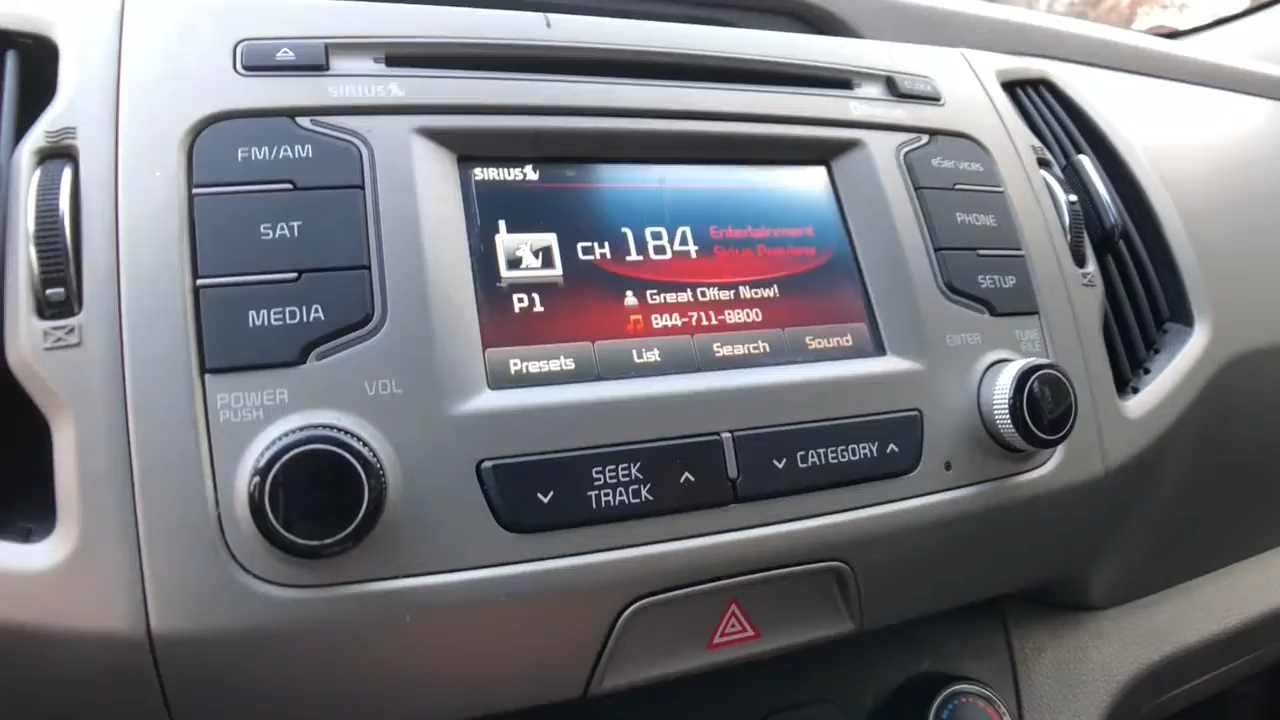 SIRIUS
CLOCK
FM/AM
SAT
MEDIA
SIRIUS
CH 184
Entertainment
Sirius Preview
P1
Great Offer Now!
844-711-8800
Presets List Search Sound
eServices
PHONE
SETUP
POWER
PUSH
VOL
ENTER
TUNE
FILE
SEEK
TRACK
CATEGORY